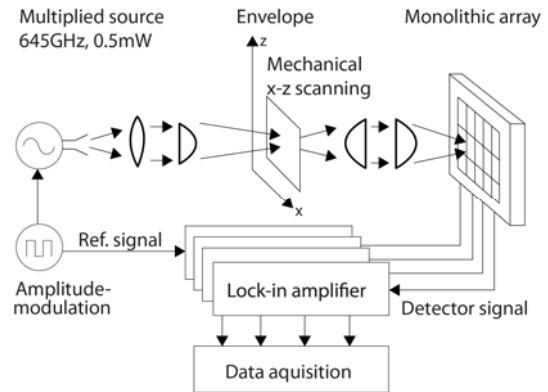 Multiplied source
645GHz, 0.5mW
Envelope
Monolithic array
z
Mechanical
x-z scanning
x
Ref. signal
Amplitude-
modulation
Lock-in amplifier
Detector signal
Data aquisition